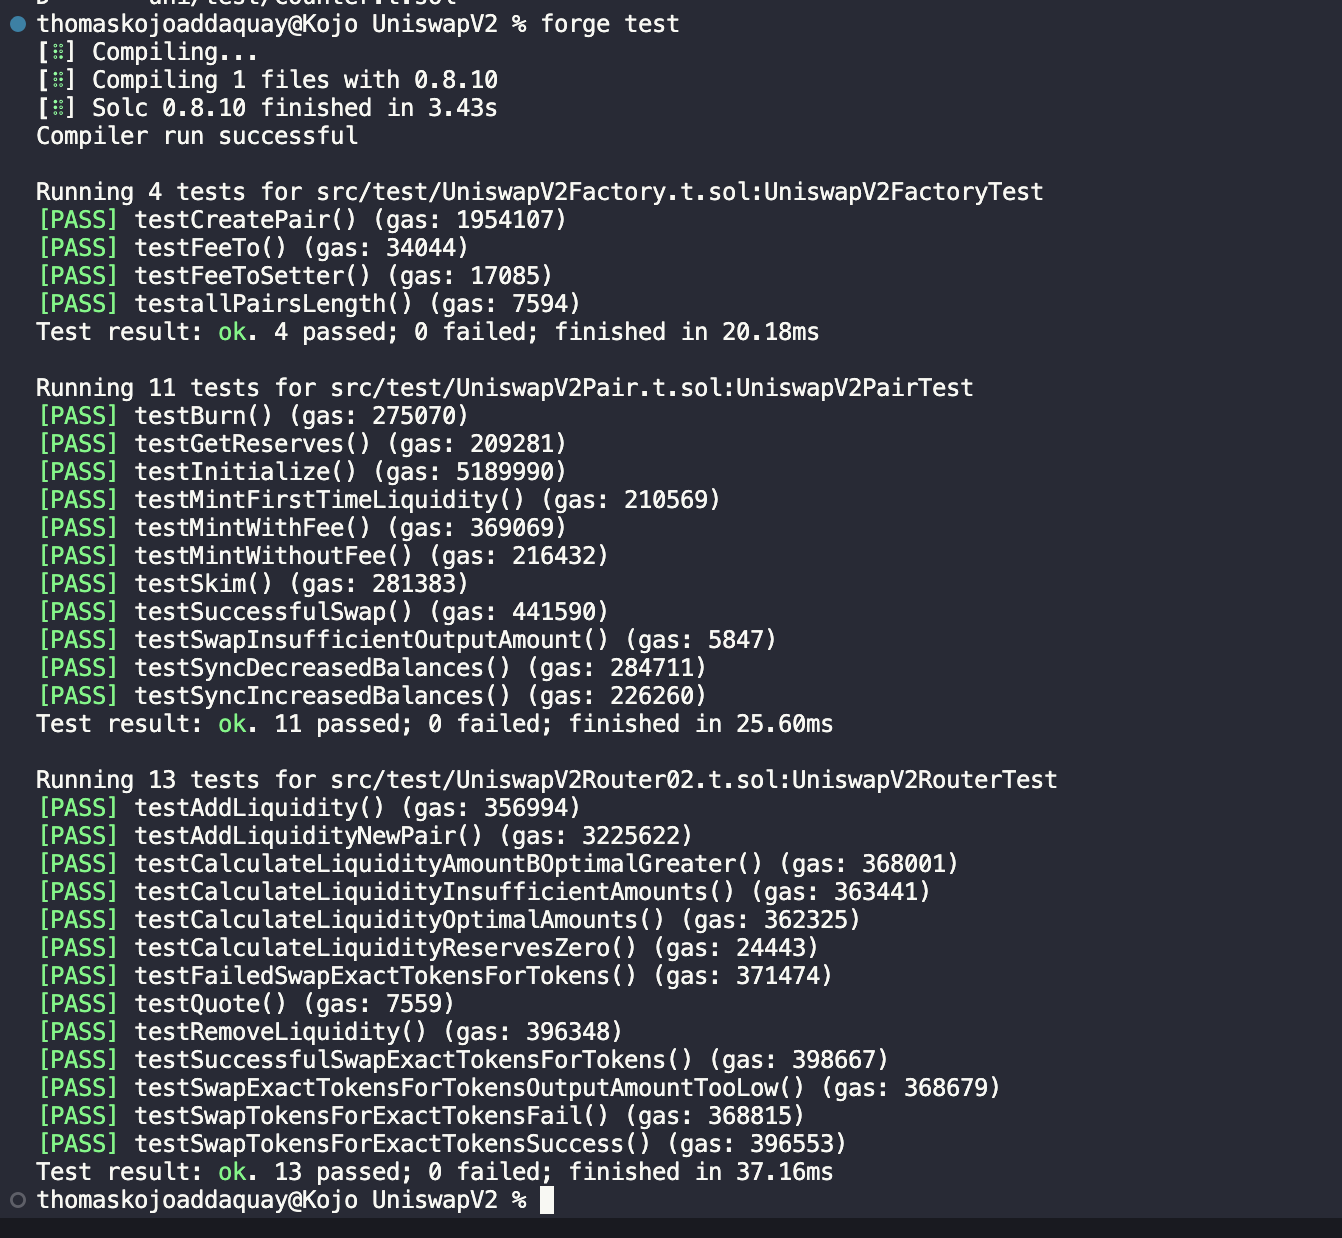 thomaskojoaddaquay@Kojo UniswapV2 % forge test
[⠿] Compiling...
[⠿] Compiling 1 files with 0.8.10
[⠿] Solc 0.8.10 finished in 3.43s
Compiler run successful
Running 4 tests for src/test/UniswapV2Factory.t.sol:UniswapV2FactoryTest
[PASS] testCreatePair() (gas: 1954107)
[PASS] testFeeTo() (gas: 34044)
[PASS] testFeeToSetter() (gas: 17085)
[PASS] testallPairsLength() (gas: 7594)
Test result: ok. 4 passed; 0 failed; finished in 20.18ms
Running 11 tests for src/test/UniswapV2Pair.t.sol:UniswapV2PairTest
[PASS] testBurn() (gas: 275070)
[PASS] testGetReserves() (gas: 209281)
[PASS] testInitialize() (gas: 5189990)
[PASS] testMintFirstTimeLiquidity() (gas: 210569)
[PASS] testMintWithFee() (gas: 369069)
[PASS] testMintWithoutFee() (gas: 216432)
[PASS] testSkim() (gas: 281383)
[PASS] testSuccessfulSwap() (gas: 441590)
[PASS] testSwapInsufficientOutputAmount() (gas: 5847)
[PASS] testSyncDecreasedBalances() (gas: 284711)
[PASS] testSyncIncreasedBalances() (gas: 226260)
Test result: ok. 11 passed; 0 failed; finished in 25.60ms
Running 13 tests for src/test/UniswapV2Router02.t.sol:UniswapV2RouterTest
[PASS] testAddLiquidity() (gas: 356994)
[PASS] testAddLiquidityNewPair() (gas: 3225622)
[PASS] testCalculateLiquidityAmountBOptimalGreater() (gas: 368001)
[PASS] testCalculateLiquidityInsufficientAmounts() (gas: 363441)
[PASS] testCalculateLiquidityOptimalAmounts() (gas: 362325)
[PASS] testCalculateLiquidityReservesZero() (gas: 24443)
[PASS] testFailedSwapExactTokensForTokens() (gas: 371474)
[PASS] testQuote() (gas: 7559)
[PASS] testRemoveLiquidity() (gas: 396348)
[PASS] testSuccessfulSwapExactTokensForTokens() (gas: 398667)
[PASS] testSwapExactTokensForTokensOutputAmountTooLow() (gas: 368679)
[PASS] testSwapTokensForExactTokensFail() (gas: 368815)
[PASS] testSwapTokensForExactTokensSuccess() (gas: 396553)
Test result: ok. 13 passed; 0 failed; finished in 37.16ms
thomaskojoaddaquay@Kojo UniswapV2 %